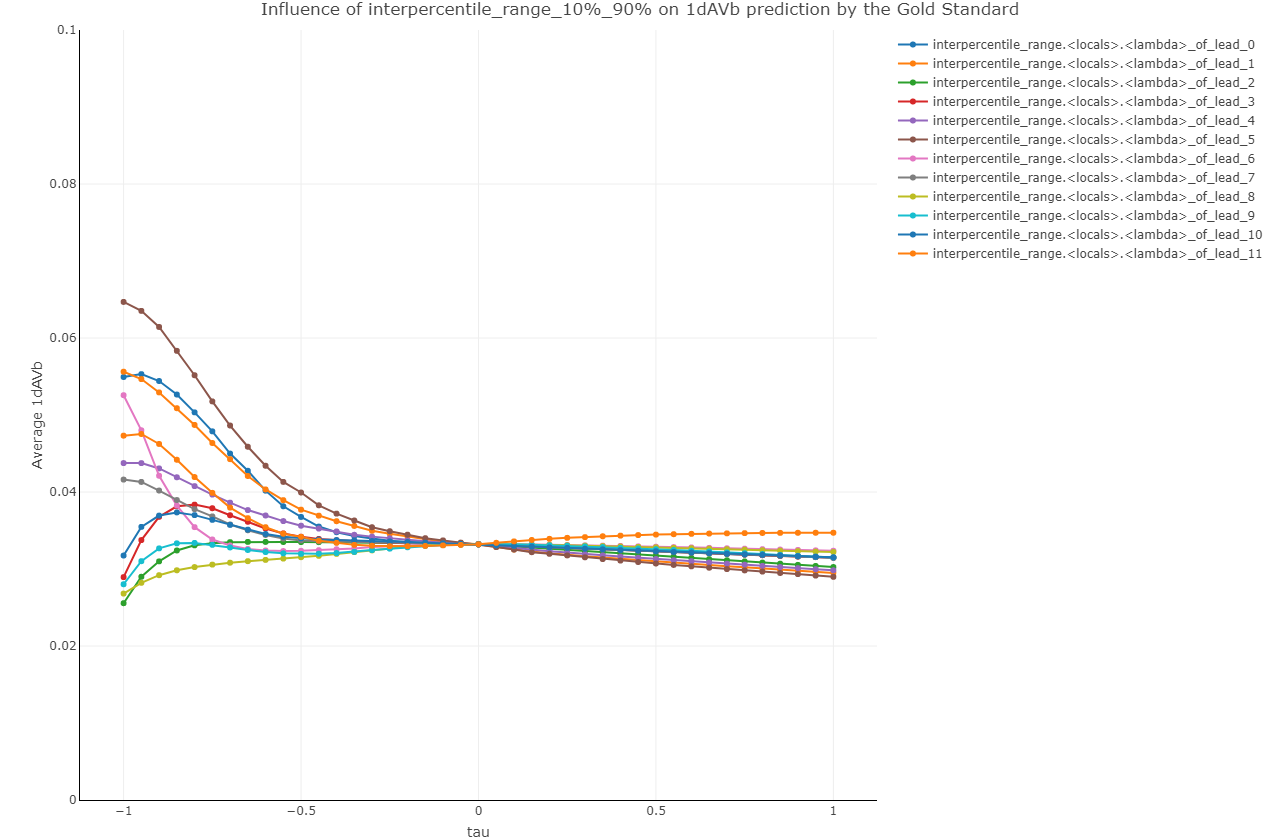 Influence of interpercentile_range_10%_90% on 1dAVb prediction by the Gold Standard
interpercentile_range.<locals>.<lambda>_of_lead_0
interpercentile_range.<locals>.<lambda>_of_lead_1
interpercentile_range.<locals>.<lambda>_of_lead_2
interpercentile_range.<locals>.<lambda>_of_lead_3
interpercentile_range.<locals>.<lambda>_of_lead_4
interpercentile_range.<locals>.<lambda>_of_lead_5
interpercentile_range.<locals>.<lambda>_of_lead_6
interpercentile_range.<locals>.<lambda>_of_lead_7
interpercentile_range.<locals>.<lambda>_of_lead_8
interpercentile_range.<locals>.<lambda>_of_lead_9
interpercentile_range.<locals>.<lambda>_of_lead_10
interpercentile_range.<locals>.<lambda>_of_lead_11
Average 1dAVb
0.1
0.08
0.06
0.04
0.02
0
−1
−0.5
0
0.5
1
tau